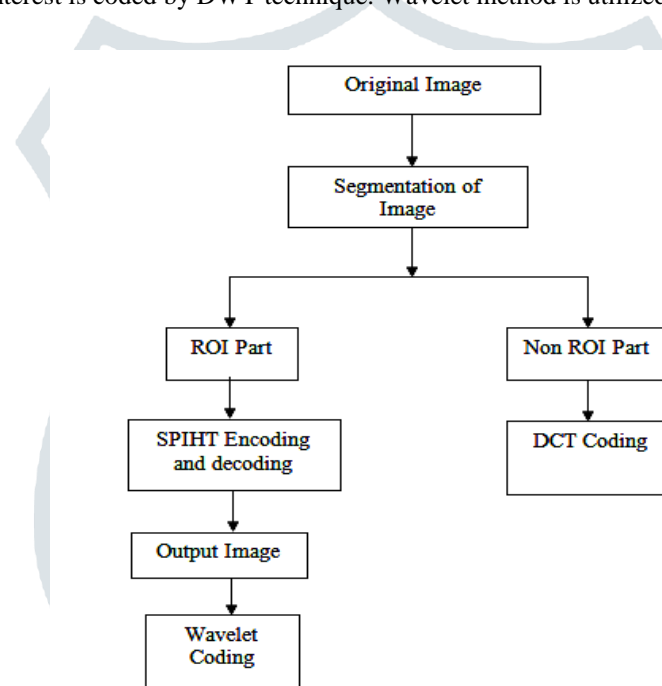 nterest is coded by DWT technique. Wavelet method is utilized
Original Image
Segmentation of
Image
ROI Part
Non ROI Part
SPIHT Encoding
and decoding
DCT Coding
Output Image
Wavelet
Coding